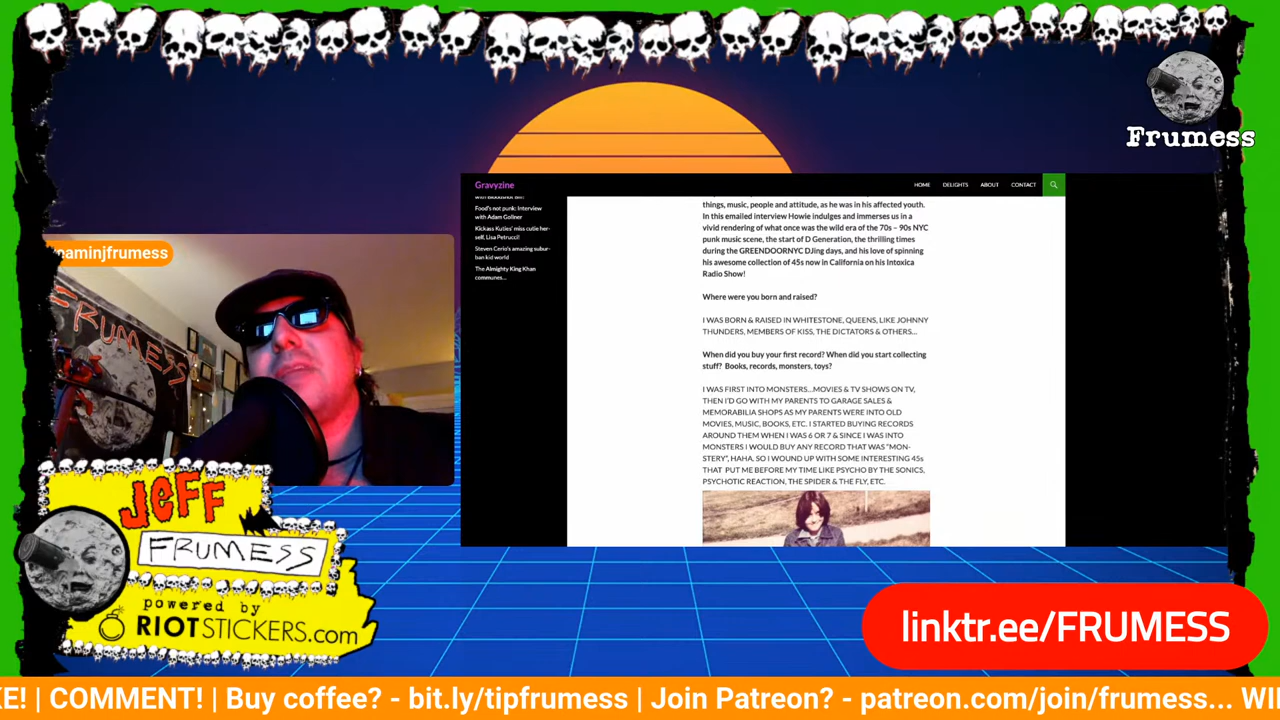 Frumess
Gravyzine
HOME DELIGHTS ABOUT CONTACT
Food's not punk: Interview
with Adam Gollner
Kickass Kuties' miss cutie her-
self, Lisa Petrucci!
Steven Cerio's amazing subur-
ban kid world
The Almighty King Khan
communes...
things, music, people and attitude, as he was in his affected youth.
In this emailed interview Howie indulges and immerses us in a
vivid rendering of what once was the wild era of the 70s – 90s NYC
punk music scene, the start of D Generation, the thrilling times
during the GREENDOORNYC DJing days, and his love of spinning
his awesome collection of 45s now in California on his Intoxica
Radio Show!
Where were you born and raised?
I WAS BORN & RAISED IN WHITESTONE, QUEENS, LIKE JOHNNY
THUNDERS, MEMBERS OF KISS, THE DICTATORS & OTHERS…
When did you buy your first record? When did you start collecting
stuff? Books, records, monsters, toys?
I WAS FIRST INTO MONSTERS…MOVIES & TV SHOWS ON TV,
THEN I'D GO WITH MY PARENTS TO GARAGE SALES &
MEMORABILIA SHOPS AS MY PARENTS WERE INTO OLD
MOVIES, MUSIC, BOOKS, ETC. I STARTED BUYING RECORDS
AROUND THEM WHEN I WAS 6 OR 7 & SINCE I WAS INTO
MONSTERS I WOULD BUY ANY RECORD THAT WAS "MON-
STERY", HAHA, SO I WOUND UP WITH SOME INTERESTING 45s
THAT PUT ME BEFORE MY TIME LIKE PSYCHO BY THE SONICS,
PSYCHOTIC REACTION, THE SPIDER & THE FLY, ETC.
naminjfrumess
FRUMESS
JeFF
FRUMESS
powered by
RIOTSTICKERS.com
linktr.ee/FRUMESS
KE! | COMMENT! | Buy coffee? - bit.ly/tipfrumess | Join Patreon? - patreon.com/join/frumess... WI